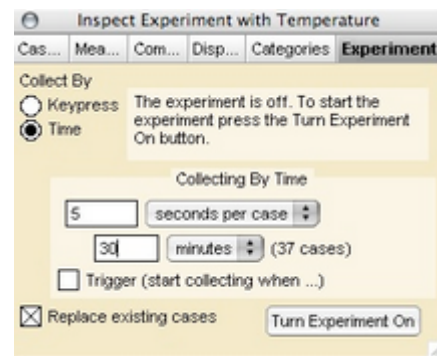 Inspect Experiment with Temperature
Cas... Mea... Com... Disp... Categories Experiment
Collect By
Keypress
Time
The experiment is off. To start the
experiment press the Turn Experiment
On button.
Collecting By Time
5 seconds per case
30 minutes (37 cases)
Trigger (start collecting when ...)
Replace existing cases Turn Experiment On